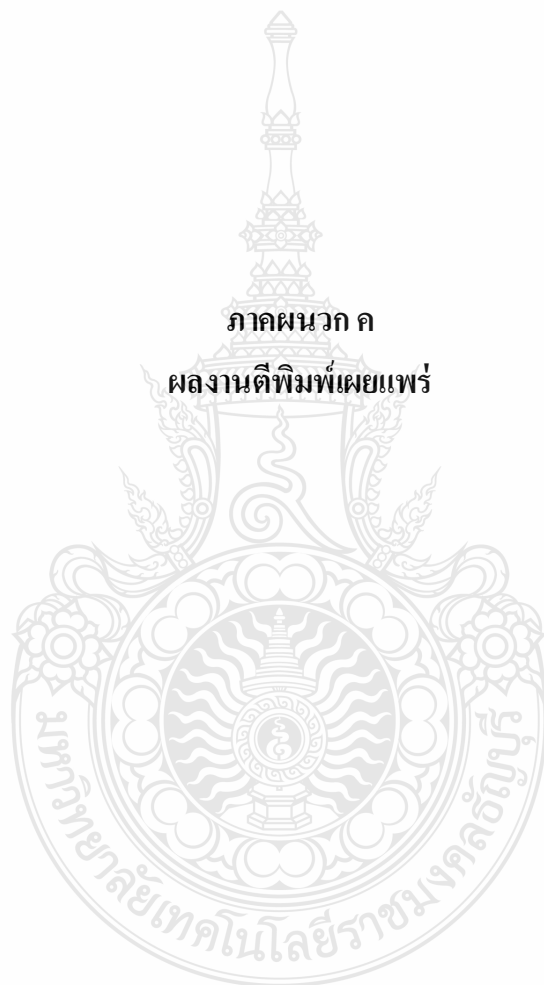 ภาคผนวก ค
ผลงานตีพิมพ์เผยแพร่
มหาวิทยาลัยเทคโนโลยีราชมงคลธัญบุรี